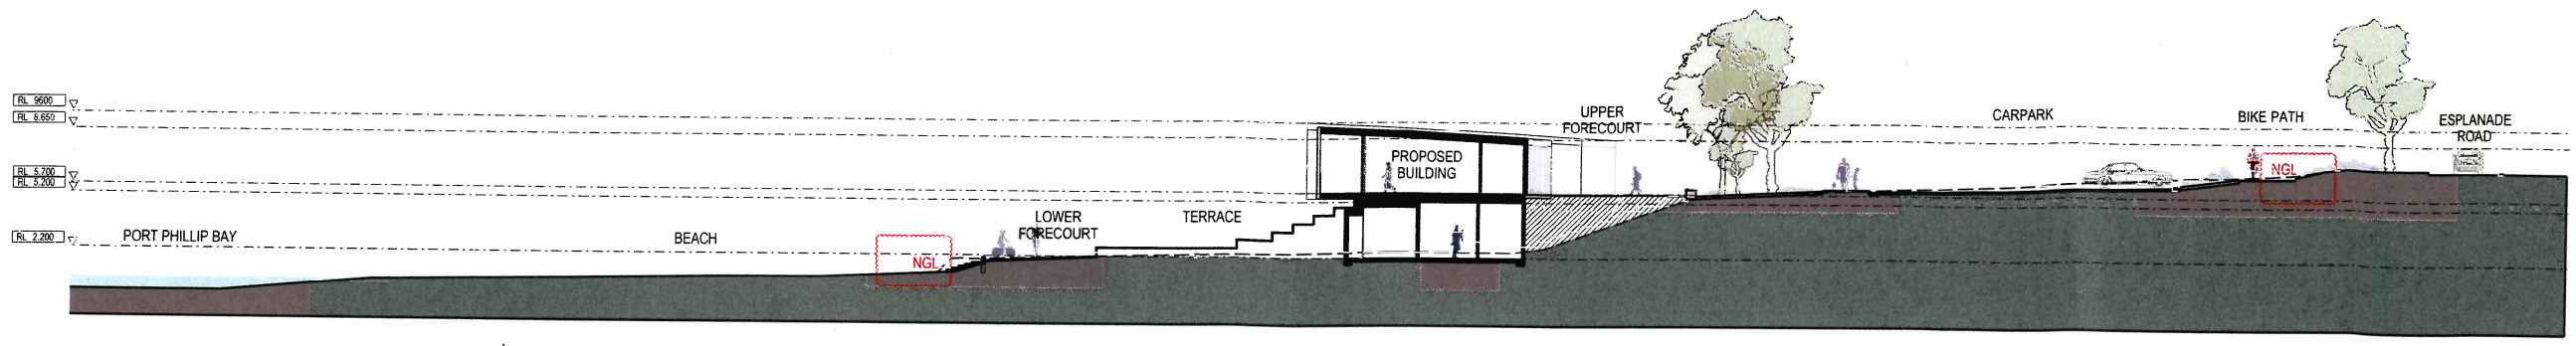 RL 9600
RL 8.650
RL 5.700
RL 5.200
RL 2.200
PORT PHILLIP BAY
BEACH
NGL
LOWER
FORECOURT
TERRACE
PROPOSED
BUILDING
UPPER
FORECOURT
CARPARK
BIKE PATH
NGL
ESPLANADE
ROAD